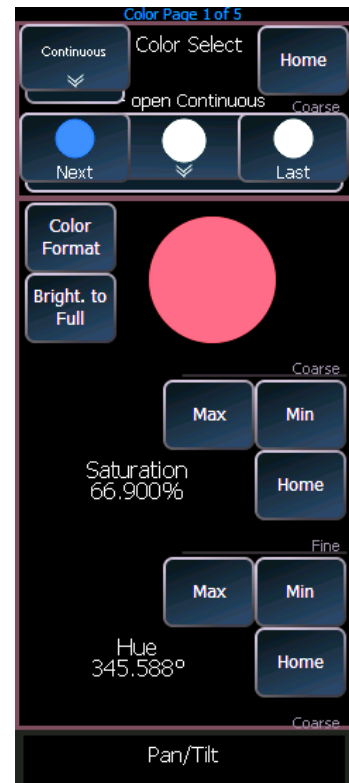 Color Page 1 of 5
Continuous
Color Select
Home
open Continuous
Coarse
Next
Last
Color
Format
Bright. to
Full
Coarse
Max
Min
Saturation
66.900%
Home
Fine
Max
Min
Hue
345.588°
Home
Coarse
Pan/Tilt